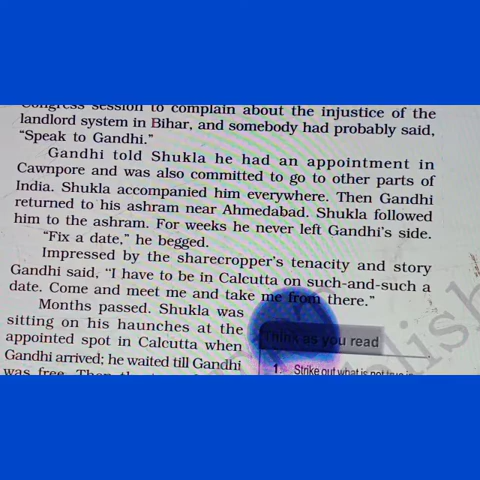 Congress session to complain about the injustice of the
landlord system in Bihar, and somebody had probably said,
“Speak to Gandhi.”
Gandhi told Shukla he had an appointment in
Cawnpore and was also committed to go to other parts of
India. Shukla accompanied him everywhere. Then Gandhi
returned to his ashram near Ahmedabad. Shukla followed
him to the ashram. For weeks he never left Gandhi’s side.
“Fix a date,” he begged.
Impressed by the sharecropper’s tenacity and story
Gandhi said, “I have to be in Calcutta on such-and-such a
date. Come and meet me and take me from there.”
Months passed. Shukla was
sitting on his haunches at the
appointed spot in Calcutta when
Gandhi arrived; he waited till Gandhi
was free. Then the
Think as you read
1. Strike out what is not true in